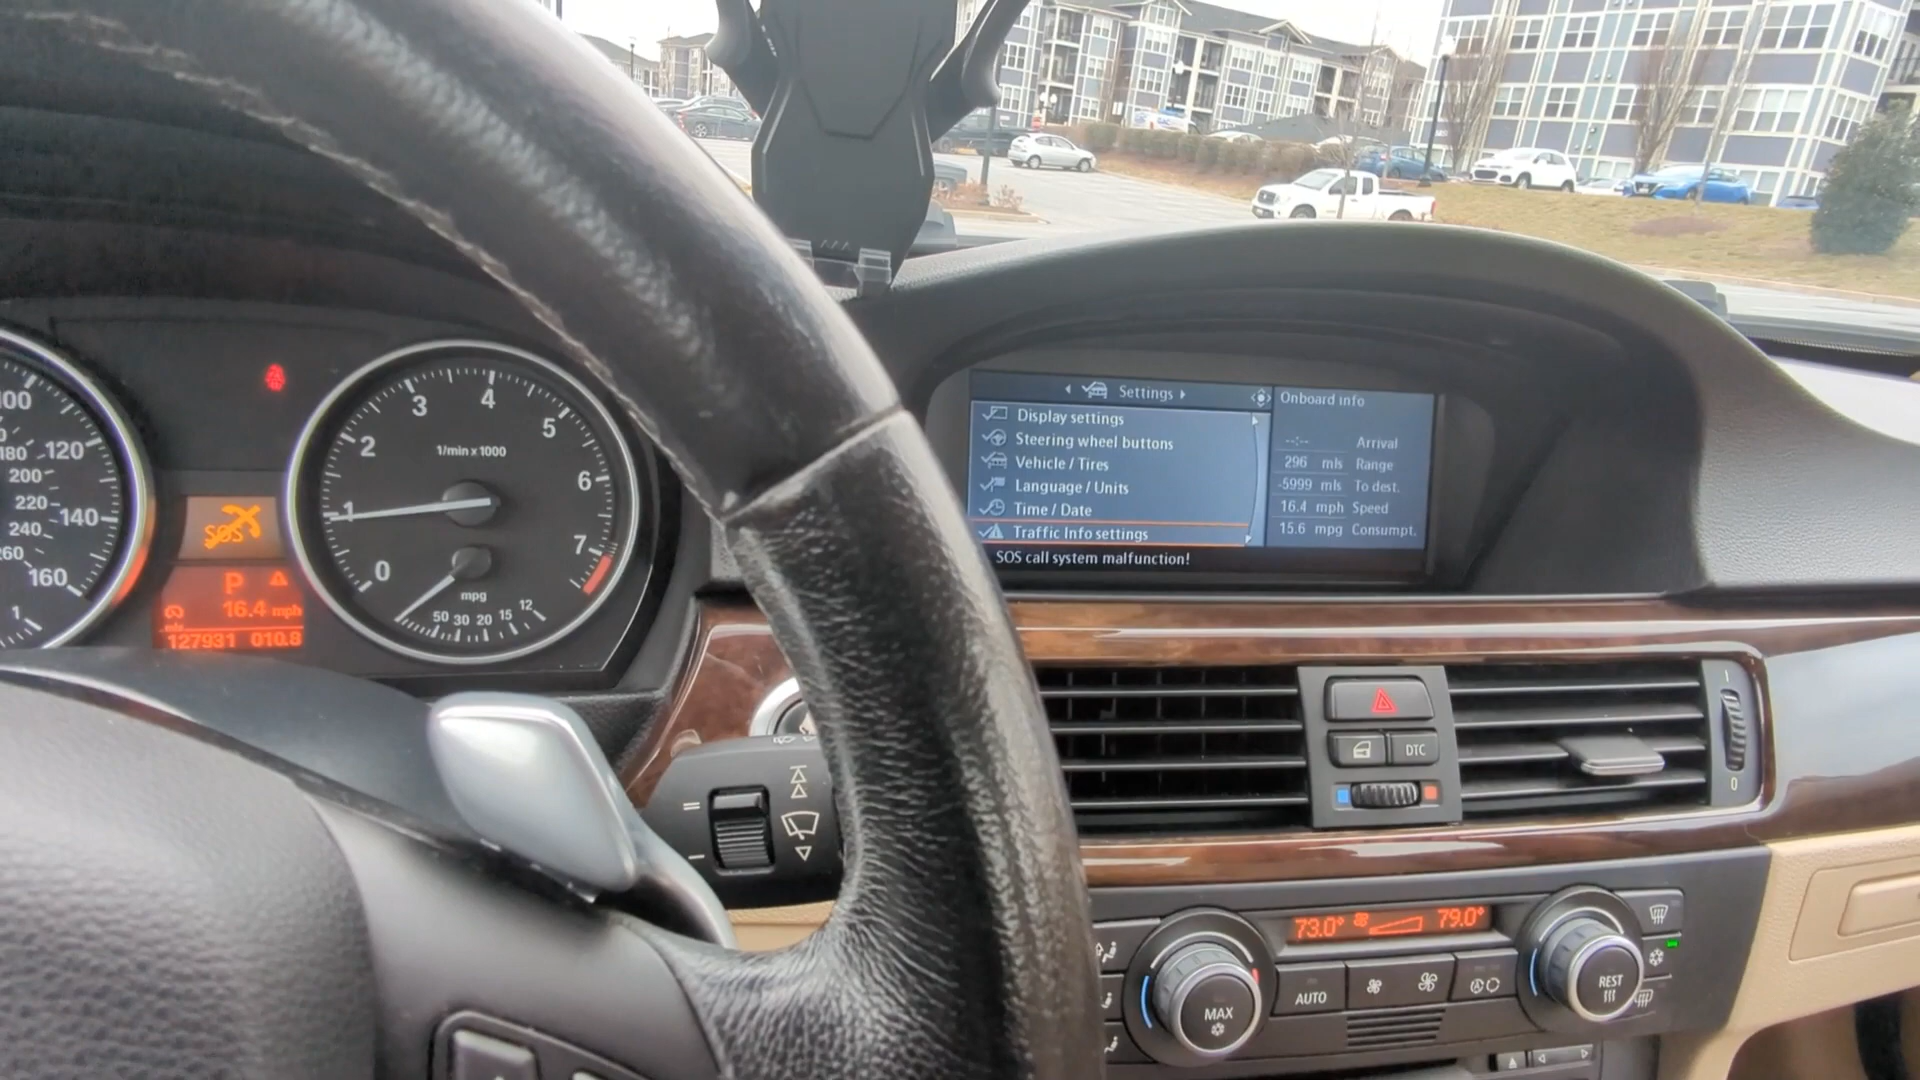 100
120
180
200
220
140
240
260
160
1
SOS
P
16.4 mph
127931 010.8
0
1
2
3
4
5
6
7
1/min x 1000
mpg
50 30 20 15 12
Settings
Display settings
Steering wheel buttons
Vehicle / Tires
Language / Units
Time / Date
Traffic Info settings
SOS call system malfunction!
Onboard info
--:-- Arrival
296 mls Range
-5999 mls To dest.
16.4 mph Speed
15.6 mpg Consumpt.
DTC
1
0
73.0° 79.0°
MAX
AUTO
A
REST